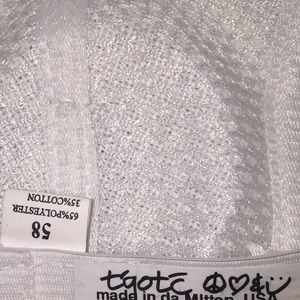 58
65%POLYESTER
35%COTTON
tgotc ☮♡&
made in da Mitten, USA